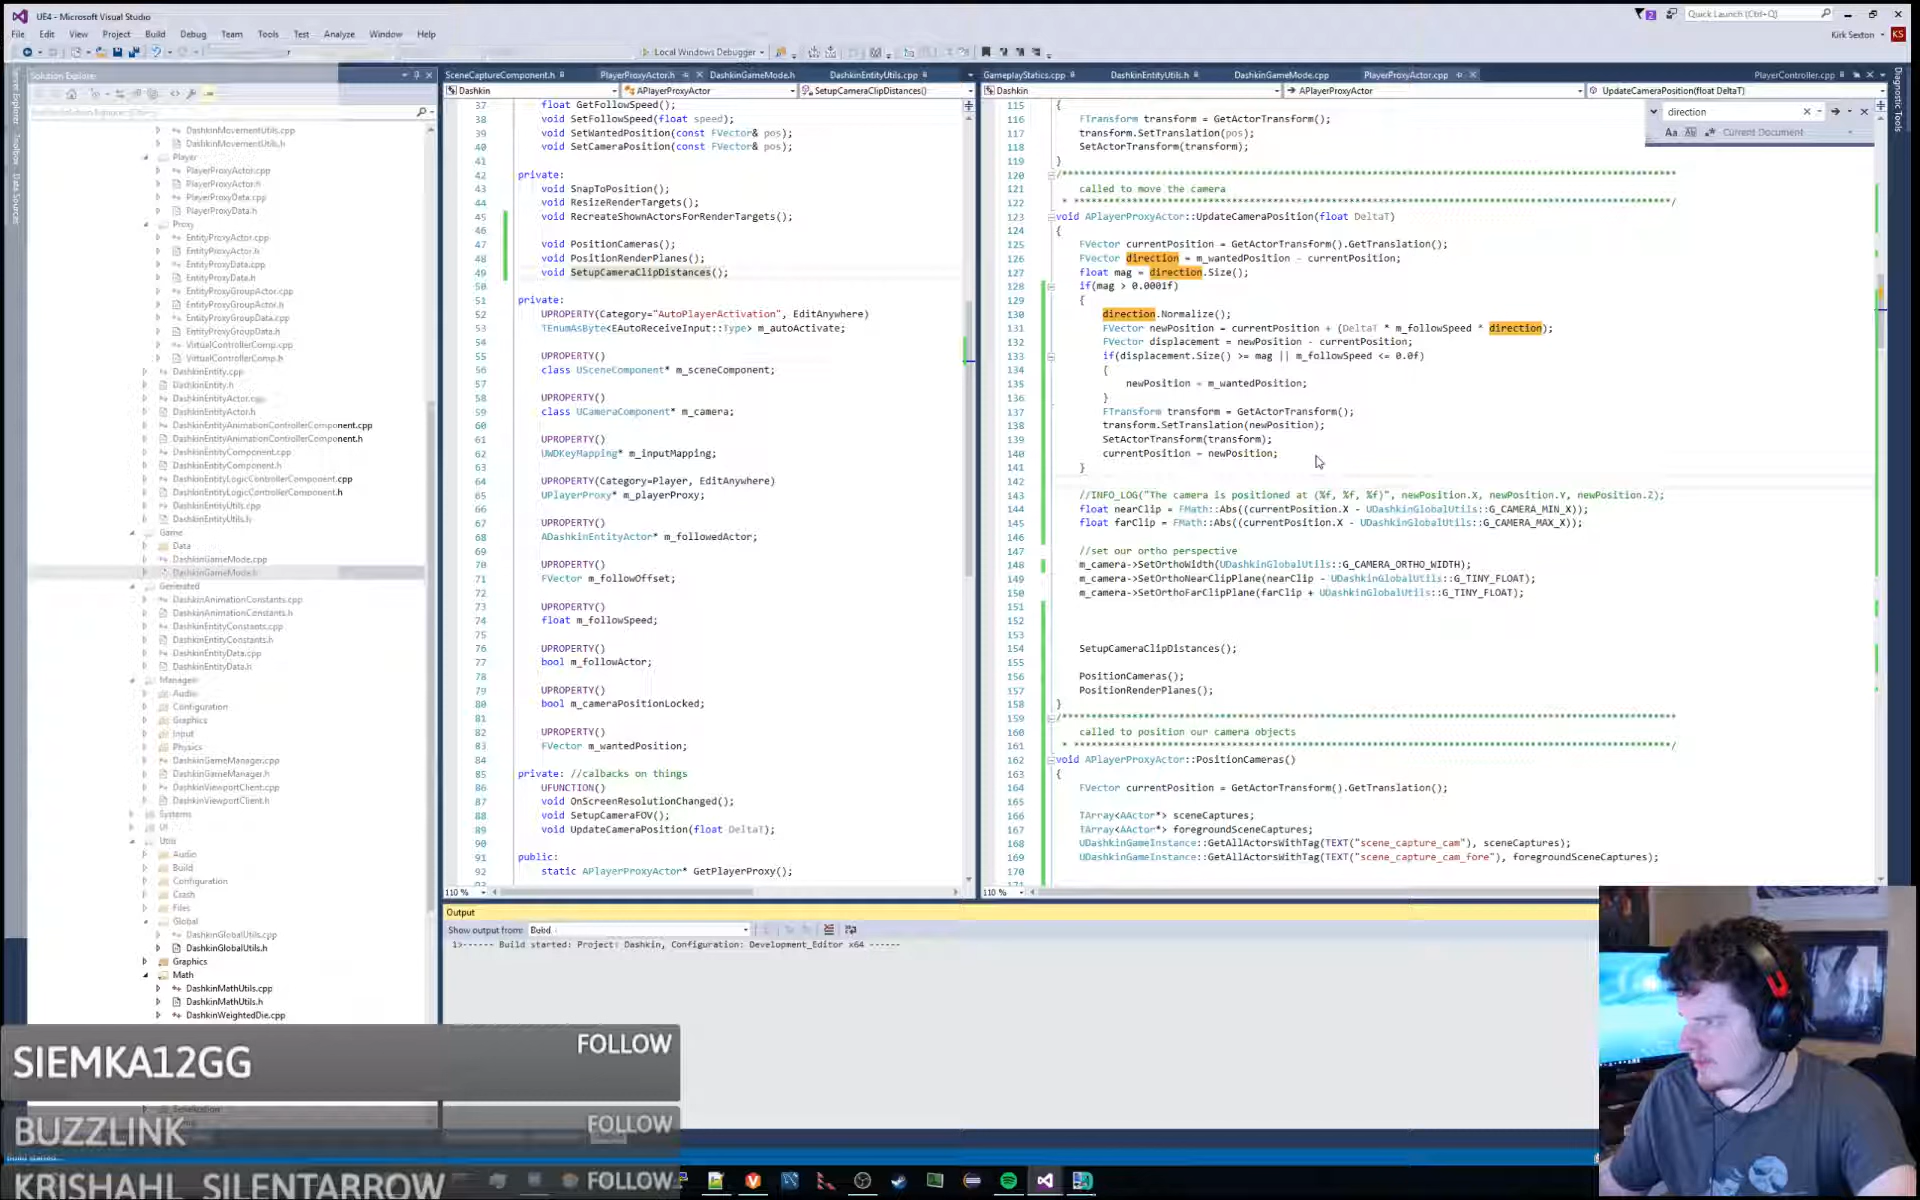 UE4 - Microsoft Visual Studio
Quick Launch (Ctrl+Q)
File Edit View Project Build Debug Team Tools Test Analyze Window Help
Kirk Sexton KS
Local Windows Debugger
Solution Explorer
SceneCaptureComponent.h PlayerProxyActor.h DashkinGameMode.h DashkinEntityUtils.cpp
GameplayStatics.cpp DashkinEntityUtils.h DashkinGameMode.cpp PlayerProxyActor.cpp PlayerController.cpp
Dashkin APlayerProxyActor SetupCameraClipDistances()
Dashkin APlayerProxyActor UpdateCameraPosition(float DeltaT)
direction
Aa Current Document
Diagnostic Tools
Toolbox
Data Sources
DashkinMovementUtils.cpp
DashkinMovementUtils.h
Player
PlayerProxyActor.cpp
PlayerProxyActor.h
PlayerProxyData.cpp
PlayerProxyData.h
Proxy
EntityProxyActor.cpp
EntityProxyActor.h
EntityProxyData.cpp
EntityProxyData.h
EntityProxyGroupActor.cpp
EntityProxyGroupActor.h
EntityProxyGroupData.cpp
EntityProxyGroupData.h
VirtualControllerComp.cpp
VirtualControllerComp.h
DashkinEntity.cpp
DashkinEntity.h
DashkinEntityActor.cpp
DashkinEntityActor.h
DashkinEntityAnimationControllerComponent.cpp
DashkinEntityAnimationControllerComponent.h
DashkinEntityComponent.cpp
DashkinEntityComponent.h
DashkinEntityLogicControllerComponent.cpp
DashkinEntityLogicControllerComponent.h
DashkinEntityUtils.cpp
DashkinEntityUtils.h
Game
Data
DashkinGameMode.cpp
DashkinGameMode.h
Generated
DashkinAnimationConstants.cpp
DashkinAnimationConstants.h
DashkinEntityConstants.cpp
DashkinEntityConstants.h
DashkinEntityData.cpp
DashkinEntityData.h
Managers
Audio
Configuration
Graphics
Input
Physics
DashkinGameManager.cpp
DashkinGameManager.h
DashkinViewportClient.cpp
DashkinViewportClient.h
Systems
UI
Utils
Audio
Build
Configuration
Crash
Files
Global
DashkinGlobalUtils.cpp
DashkinGlobalUtils.h
Graphics
Math
DashkinMathUtils.cpp
DashkinMathUtils.h
DashkinWeightedDie.cpp
37 float GetFollowSpeed();
38 void SetFollowSpeed(float speed);
39 void SetWantedPosition(const FVector& pos);
40 void SetCameraPosition(const FVector& pos);
41
42 private:
43 void SnapToPosition();
44 void ResizeRenderTargets();
45 void RecreateShownActorsForRenderTargets();
46
47 void PositionCameras();
48 void PositionRenderPlanes();
49 void SetupCameraClipDistances();
50
51 private:
52 UPROPERTY(Category="AutoPlayerActivation", EditAnywhere)
53 TEnumAsByte<EAutoReceiveInput::Type> m_autoActivate;
54
55 UPROPERTY()
56 class USceneComponent* m_sceneComponent;
57
58 UPROPERTY()
59 class UCameraComponent* m_camera;
60
61 UPROPERTY()
62 UWDKeyMapping* m_inputMapping;
63
64 UPROPERTY(Category=Player, EditAnywhere)
65 UPlayerProxy* m_playerProxy;
66
67 UPROPERTY()
68 ADashkinEntityActor* m_followedActor;
69
70 UPROPERTY()
71 FVector m_followOffset;
72
73 UPROPERTY()
74 float m_followSpeed;
75
76 UPROPERTY()
77 bool m_followActor;
78
79 UPROPERTY()
80 bool m_cameraPositionLocked;
81
82 UPROPERTY()
83 FVector m_wantedPosition;
84
85 private: //calbacks on things
86 UFUNCTION()
87 void OnScreenResolutionChanged();
88 void SetupCameraFOV();
89 void UpdateCameraPosition(float DeltaT);
90
91 public:
92 static APlayerProxyActor* GetPlayerProxy();
110 %
115 {
116 FTransform transform = GetActorTransform();
117 transform.SetTranslation(pos);
118 SetActorTransform(transform);
119 }
120 /************************************************
121 called to move the camera
122 * ************************************************/
123 void APlayerProxyActor::UpdateCameraPosition(float DeltaT)
124 {
125 FVector currentPosition = GetActorTransform().GetTranslation();
126 FVector direction = m_wantedPosition - currentPosition;
127 float mag = direction.Size();
128 if(mag > 0.0001f)
129 {
130 direction.Normalize();
131 FVector newPosition = currentPosition + (DeltaT * m_followSpeed * direction);
132 FVector displacement = newPosition - currentPosition;
133 if(displacement.Size() >= mag || m_followSpeed <= 0.0f)
134 {
135 newPosition = m_wantedPosition;
136 }
137 FTransform transform = GetActorTransform();
138 transform.SetTranslation(newPosition);
139 SetActorTransform(transform);
140 currentPosition = newPosition;
141 }
142
143 //INFO_LOG("The camera is positioned at (%f, %f, %f)", newPosition.X, newPosition.Y, newPosition.Z);
144 float nearClip = FMath::Abs((currentPosition.X - UDashkinGlobalUtils::G_CAMERA_MIN_X));
145 float farClip = FMath::Abs((currentPosition.X - UDashkinGlobalUtils::G_CAMERA_MAX_X));
146
147 //set our ortho perspective
148 m_camera->SetOrthoWidth(UDashkinGlobalUtils::G_CAMERA_ORTHO_WIDTH);
149 m_camera->SetOrthoNearClipPlane(nearClip - UDashkinGlobalUtils::G_TINY_FLOAT);
150 m_camera->SetOrthoFarClipPlane(farClip + UDashkinGlobalUtils::G_TINY_FLOAT);
151
152
153
154 SetupCameraClipDistances();
155
156 PositionCameras();
157 PositionRenderPlanes();
158 }
159 /************************************************
160 called to position our camera objects
161 * ************************************************/
162 void APlayerProxyActor::PositionCameras()
163 {
164 FVector currentPosition = GetActorTransform().GetTranslation();
165
166 TArray<AActor*> sceneCaptures;
167 TArray<AActor*> foregroundSceneCaptures;
168 UDashkinGameInstance::GetAllActorsWithTag(TEXT("scene_capture_cam"), sceneCaptures);
169 UDashkinGameInstance::GetAllActorsWithTag(TEXT("scene_capture_cam_fore"), foregroundSceneCaptures);
170
110 %
Output
Show output from: Build
1>------ Build started: Project: Dashkin, Configuration: Development_Editor x64 ------
SIEMKA12GG FOLLOW
BUZZLINK FOLLOW
Build started...
KRISHAHL_SILENTARROW FOLLOW